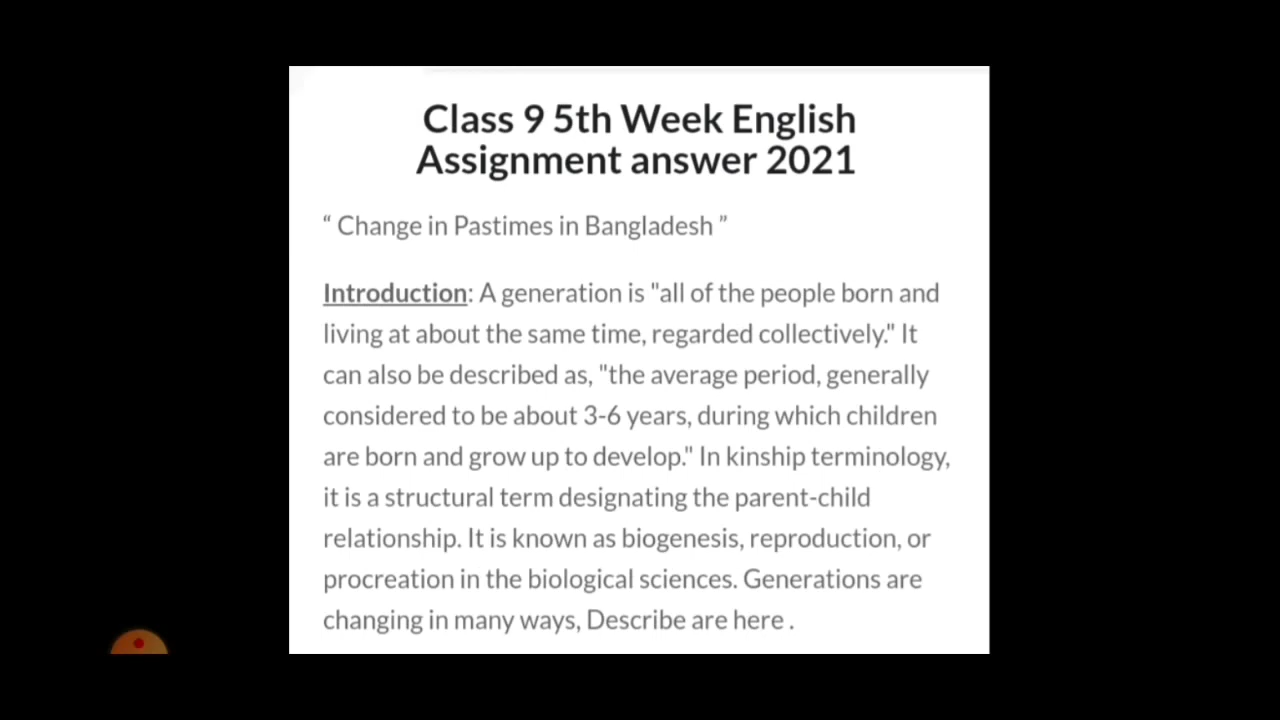 Class 9 5th Week English
Assignment answer 2021
“ Change in Pastimes in Bangladesh ”
Introduction: A generation is "all of the people born and
living at about the same time, regarded collectively." It
can also be described as, "the average period, generally
considered to be about 3-6 years, during which children
are born and grow up to develop." In kinship terminology,
it is a structural term designating the parent-child
relationship. It is known as biogenesis, reproduction, or
procreation in the biological sciences. Generations are
changing in many ways, Describe are here .